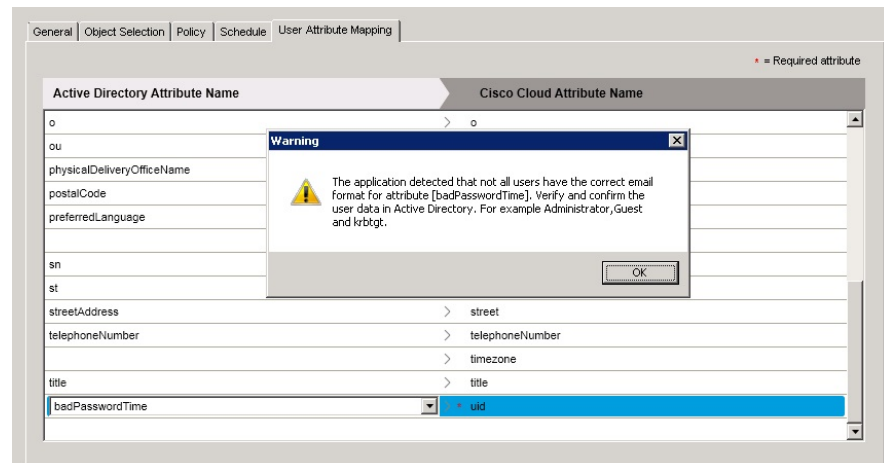 General Object Selection Policy Schedule User Attribute Mapping
* = Required attribute
Active Directory Attribute Name Cisco Cloud Attribute Name
o > o
ou
physicalDeliveryOfficeName
postalCode
preferredLanguage
sn
st
Warning
The application detected that not all users have the correct email
format for attribute [badPasswordTime]. Verify and confirm the
user data in Active Directory. For example Administrator,Guest
and krbtgt.
OK
streetAddress > street
telephoneNumber > telephoneNumber
> timezone
title > title
badPasswordTime > * uid